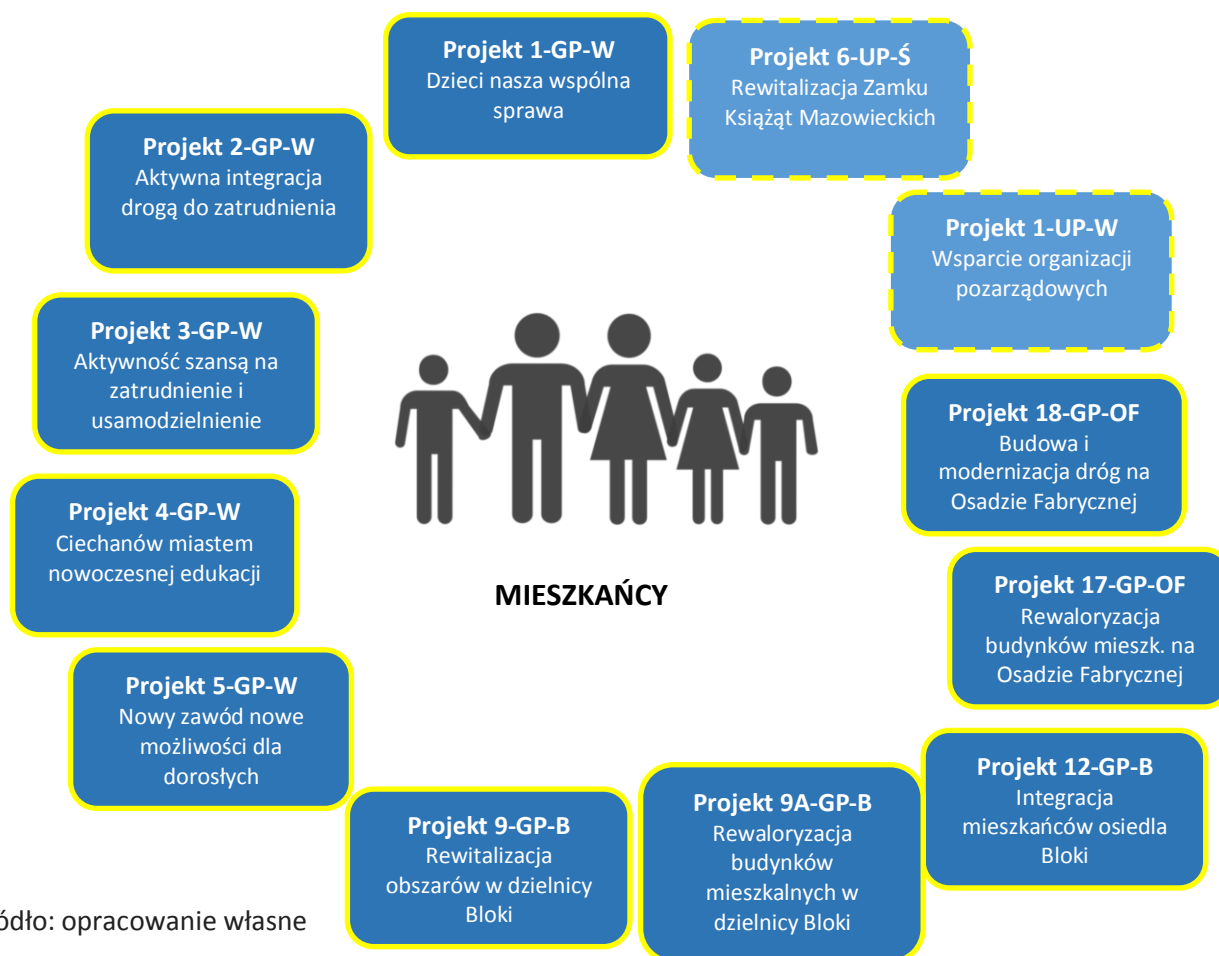 Projekt 1-GP-W
Dzieci nasza wspólna
sprawa
Projekt 6-UP-Ś
Rewitalizacja Zamku
Książąt Mazowieckich
Projekt 2-GP-W
Aktywna integracja
drogą do zatrudnienia
Projekt 1-UP-W
Wsparcie organizacji
pozarządowych
Projekt 3-GP-W
Aktywność szansą na
zatrudnienie i
usamodzielnienie
Projekt 18-GP-OF
Budowa i
modernizacja dróg na
Osadzie Fabrycznej
Projekt 4-GP-W
Ciechanów miastem
nowoczesnej edukacji
MIESZKAŃCY
Projekt 17-GP-OF
Rewaloryzacja
budynków mieszk. na
Osadzie Fabrycznej
Projekt 5-GP-W
Nowy zawód nowe
możliwości dla
dorosłych
Projekt 12-GP-B
Integracja
mieszkańców osiedla
Bloki
Projekt 9-GP-B
Rewitalizacja
obszarów w dzielnicy
Bloki
Projekt 9A-GP-B
Rewaloryzacja
budynków
mieszkalnych w
dzielnicy Bloki
ródło: opracowanie własne